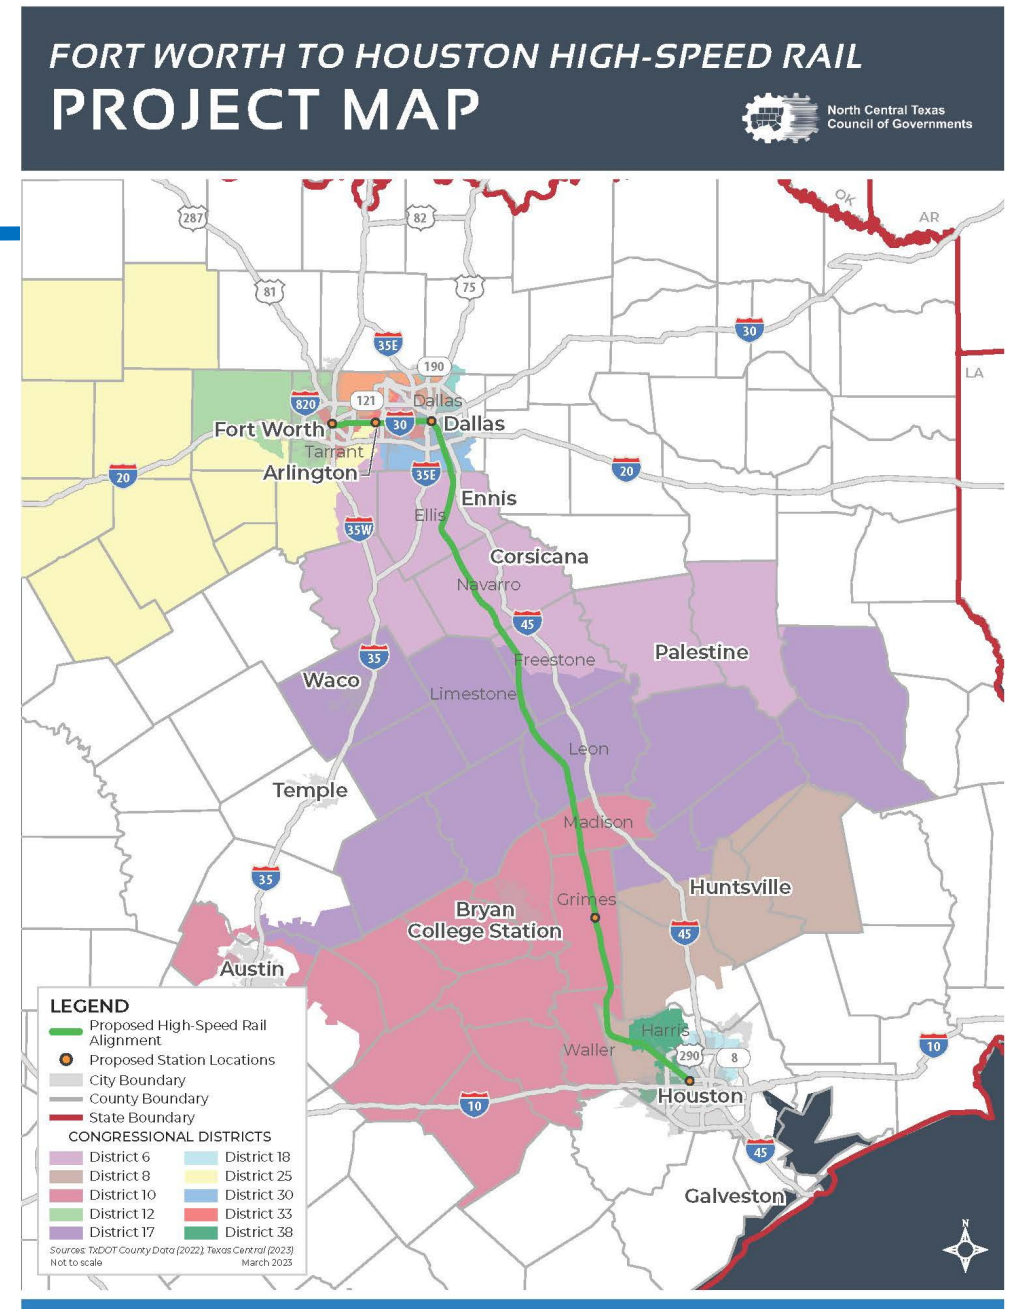 FORT WORTH TO HOUSTON HIGH-SPEED RAIL
PROJECT MAP
North Central Texas
Council of Governments
OK
AR
287
82
81
75
30
35E
190
LA
820
121
Dallas
30
Fort Worth
Dallas
Tarrant
Arlington
20
35E
20
Ennis
Ellis
35W
Corsicana
Navarro
45
35
Freestone
Palestine
Waco
Limestone
Leon
Temple
Madison
35
Huntsville
Grimes
Bryan
College Station
45
Austin
Harris
10
Waller
290
8
Houston
10
45
Galveston
N
LEGEND
Proposed High-Speed Rail
Alignment
Proposed Station Locations
City Boundary
County Boundary
State Boundary
CONGRESSIONAL DISTRICTS
District 6
District 18
District 8
District 25
District 10
District 30
District 12
District 33
District 17
District 38
Sources: TxDOT County Data (2022), Texas Central (2023)
Not to scale
March 2023